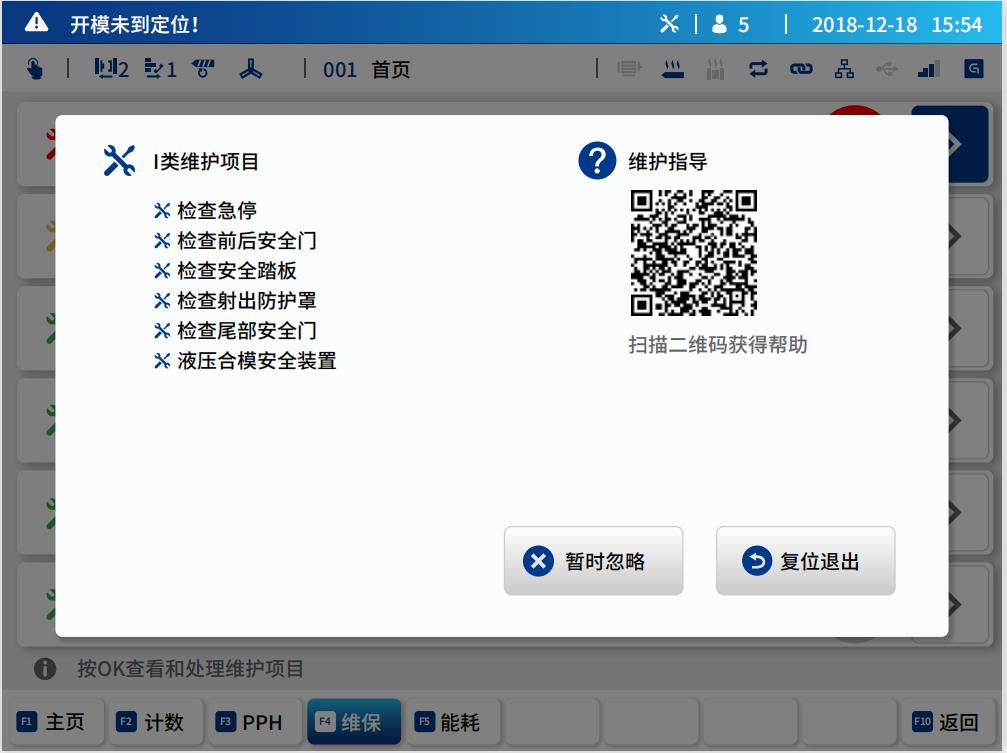 开模未到定位！ 5 2018-12-18 15:54
2 1 001 首页
I类维护项目
检查急停
检查前后安全门
检查安全踏板
检查射出防护罩
检查尾部安全门
液压合模安全装置
? 维护指导
扫描二维码获得帮助
暂时忽略 复位退出
按OK查看和处理维护项目
F1 主页 F2 计数 F3 PPH F4 维保 F5 能耗 F10 返回